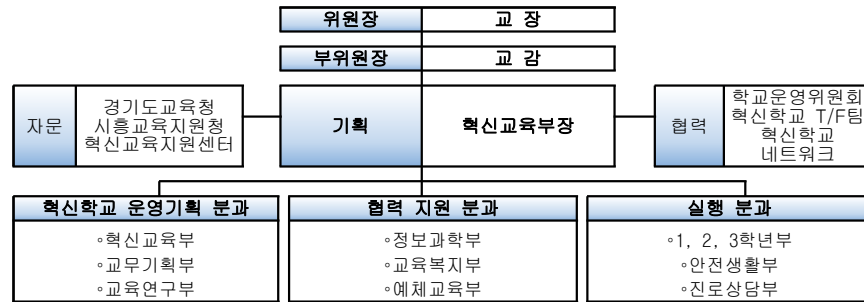 위원장 교 장
부위원장 교 감
자문
경기도교육청
시흥교육지원청
혁신교육지원센터
기획 혁신교육부장
협력
학교운영위원회
혁신학교 T/F팀
혁신학교
네트워크
혁신학교 운영기획 분과
◦혁신교육부
◦교무기획부
◦교육연구부
협력 지원 분과
◦정보과학부
◦교육복지부
◦예체교육부
실행 분과
◦1, 2, 3학년부
◦안전생활부
◦진로상담부